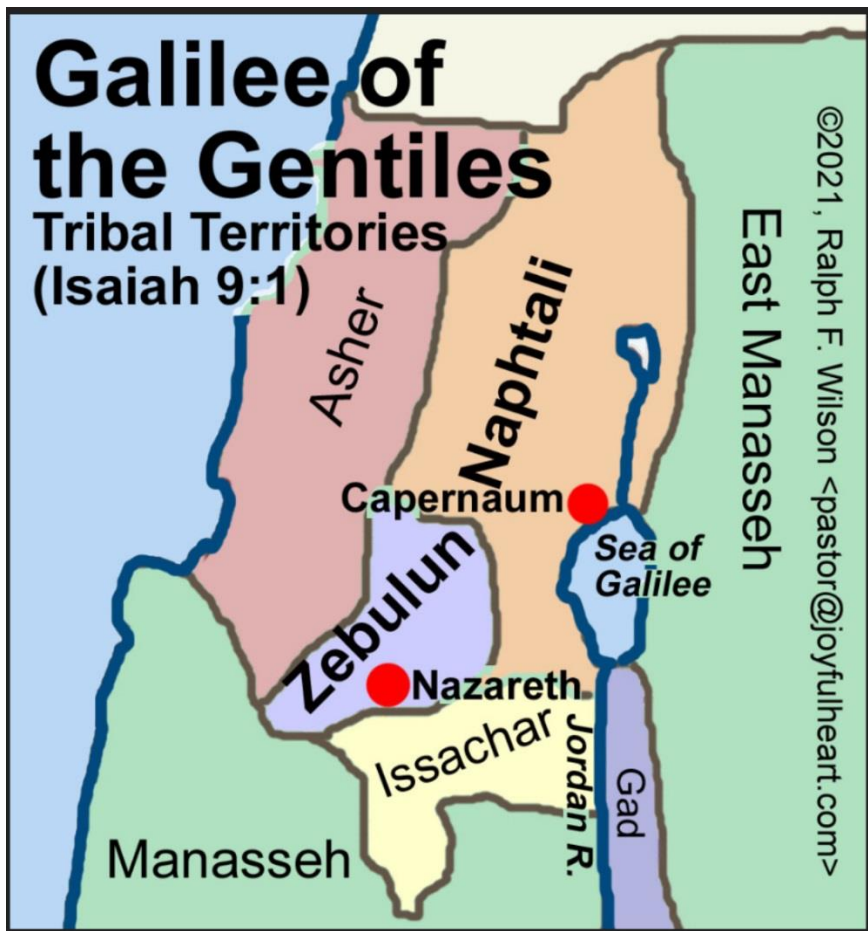 Galilee of
the Gentiles
Tribal Territories
(Isaiah 9:1)
Asher
Naphtali
East Manasseh
©2021, Ralph F. Wilson <pastor@joyfulheart.com>
Capernaum
Sea of
Galilee
Zebulun
Nazareth
Issachar
Jordan R.
Gad
Manasseh